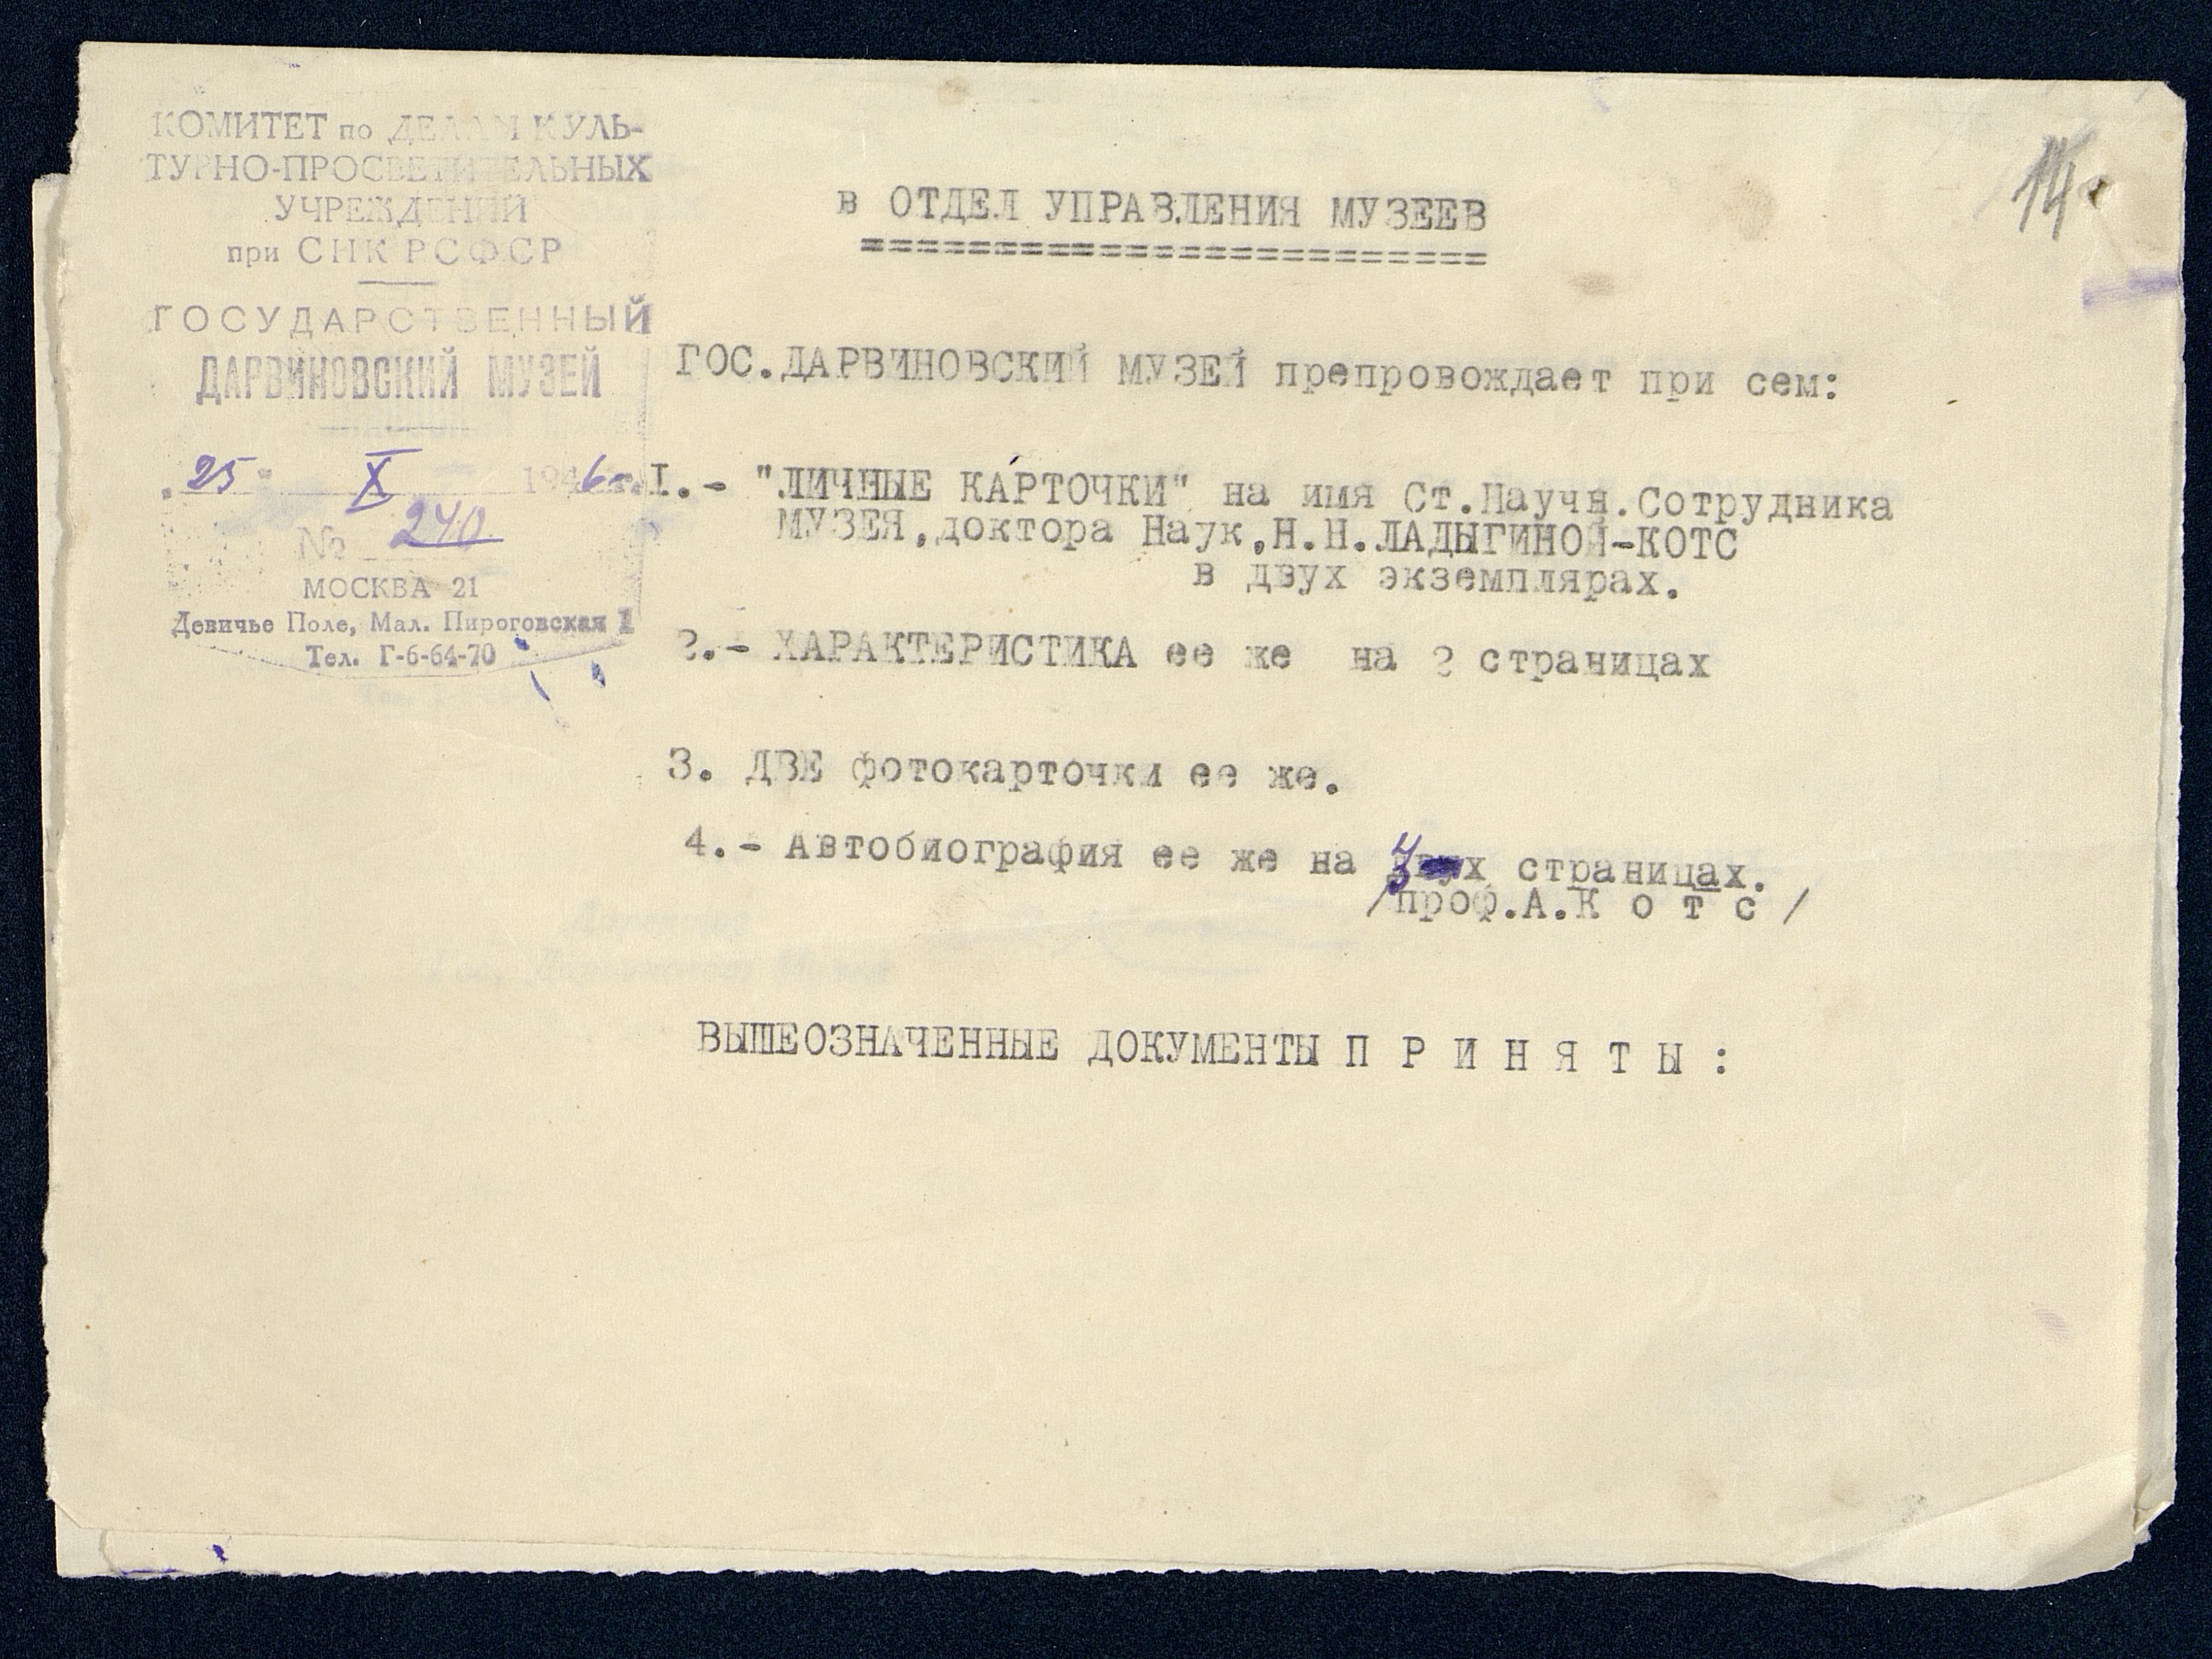 КОМИТЕТ по ДЕЛАМ КУЛЬ-
ТУРНО-ПРОСВЕТИТЕЛЬНЫХ
УЧРЕЖДЕНИЙ
при СНК РСФСР
ГОСУДАРСТВЕННЫЙ
ДАРВИНОВСКИЙ МУЗЕЙ
"25" X 1946 г.
№ 240
МОСКВА 21
Девичье Поле, Мал. Пироговская 1
Тел. Г-6-64-70
14.
в ОТДЕЛ УПРАВЛЕНИЯ МУЗЕЕВ
========================
ГОС.ДАРВИНОВСКИЙ МУЗЕЙ препровождает при сем:
I.- "ЛИЧНЫЕ КАРТОЧКИ" на имя Ст.Научн.Сотрудника
МУЗЕЯ,доктора Наук,Н.Н.ЛАДЫГИНОЙ-КОТС
в двух экземплярах.
2.- ХАРАКТЕРИСТИКА ее же на 2 страницах
3. ДВЕ фотокарточки ее же.
4.- Автобиография ее же на 3х страницах.
/проф.А.К о т с/
ВЫШЕОЗНАЧЕННЫЕ ДОКУМЕНТЫ П Р И Н Я Т Ы :